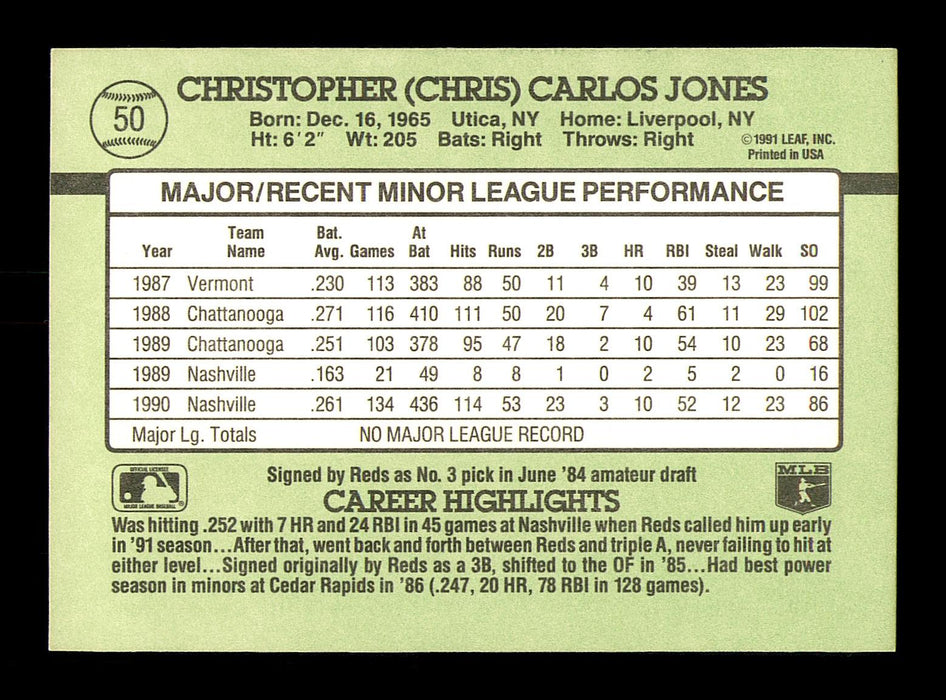 50
CHRISTOPHER (CHRIS) CARLOS JONES
Born: Dec. 16, 1965 Utica, NY Home: Liverpool, NY
Ht: 6'2" Wt: 205 Bats: Right Throws: Right
©1991 LEAF, INC.
Printed in USA
MAJOR/RECENT MINOR LEAGUE PERFORMANCE
Year Team Name Bat. Avg. Games At Bat Hits Runs 2B 3B HR RBI Steal Walk SO
1987 Vermont .230 113 383 88 50 11 4 10 39 13 23 99
1988 Chattanooga .271 116 410 111 50 20 7 4 61 11 29 102
1989 Chattanooga .251 103 378 95 47 18 2 10 54 10 23 68
1989 Nashville .163 21 49 8 8 1 0 2 5 2 0 16
1990 Nashville .261 134 436 114 53 23 3 10 52 12 23 86
Major Lg. Totals NO MAJOR LEAGUE RECORD
OFFICIAL LICENSEE
MAJOR LEAGUE BASEBALL
Signed by Reds as No. 3 pick in June '84 amateur draft
MLB
CAREER HIGHLIGHTS
Was hitting .252 with 7 HR and 24 RBI in 45 games at Nashville when Reds called him up early
in '91 season...After that, went back and forth between Reds and triple A, never failing to hit at
either level...Signed originally by Reds as a 3B, shifted to the OF in '85...Had best power
season in minors at Cedar Rapids in '86 (.247, 20 HR, 78 RBI in 128 games).